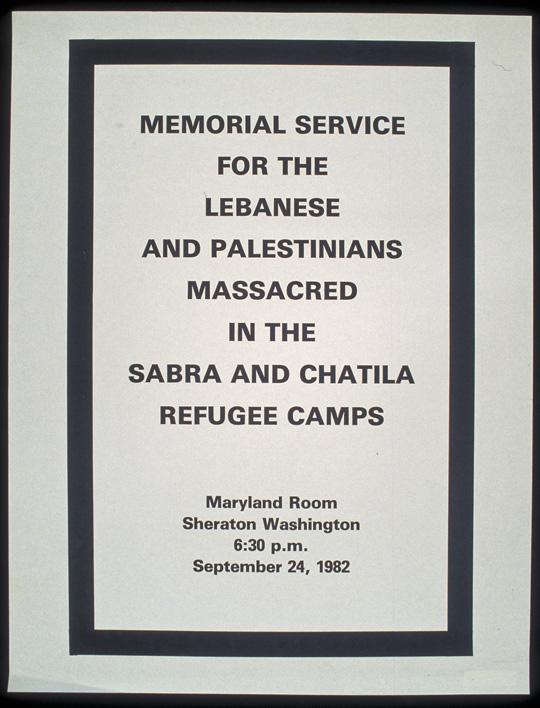 MEMORIAL SERVICE
FOR THE
LEBANESE
AND PALESTINIANS
MASSACRED
IN THE
SABRA AND CHATILA
REFUGEE CAMPS
Maryland Room
Sheraton Washington
6:30 p.m.
September 24, 1982